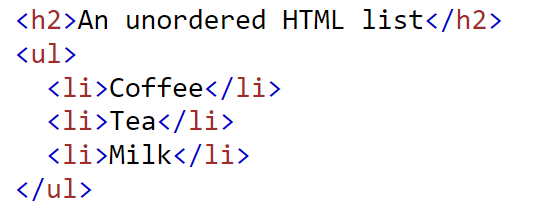 <h2>An unordered HTML list</h2>
<ul>
  <li>Coffee</li>
  <li>Tea</li>
  <li>Milk</li>
</ul>